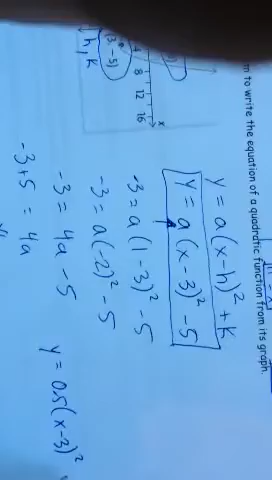 m to write the equation of a quadratic function from its graph.
4 8 12 16 x
(3, -5)
h, k
y = a(x-h)² + k
y = a(x-3)² - 5
-3 = a(1-3)² - 5
-3 = a(-2)² - 5
-3 = 4a - 5
-3+5 = 4a
y = 0.5(x-3)²